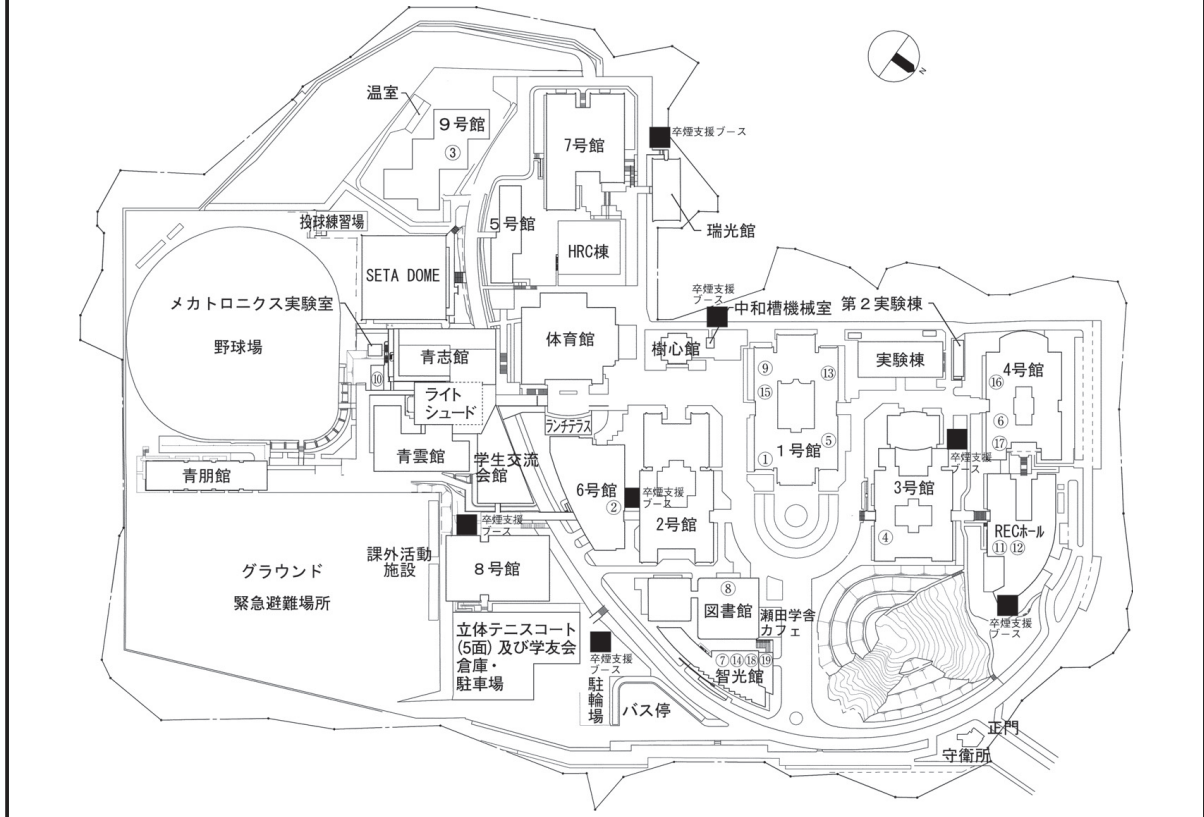 N
温室
9号館
③
7号館
卒煙支援ブース
投球練習場
5号館
瑞光館
HRC棟
SETA DOME
メカトロニクス実験室
野球場
卒煙支援
ブース
中和槽機械室
第2実験棟
体育館
樹心館
青志館
⑩
⑨
⑬
⑮
実験棟
4号館
⑯
⑥
⑰
ライト
シュード
ランチテラス
青雲館
学生交流
会館
青朋館
1号館
⑤
①
卒煙支援
ブース
6号館
②
卒煙支援
ブース
2号館
3号館
④
RECホール
⑪ ⑫
卒煙支援
ブース
課外活動
施設
8号館
グラウンド
緊急避難場所
⑧
図書館
瀬田学舎
カフェ
卒煙支援
ブース
立体テニスコート
(5面)及び学友会
倉庫・
駐車場
卒煙支援
ブース
⑦⑭⑱⑲
智光館
駐輪場
バス停
正門
守衛所